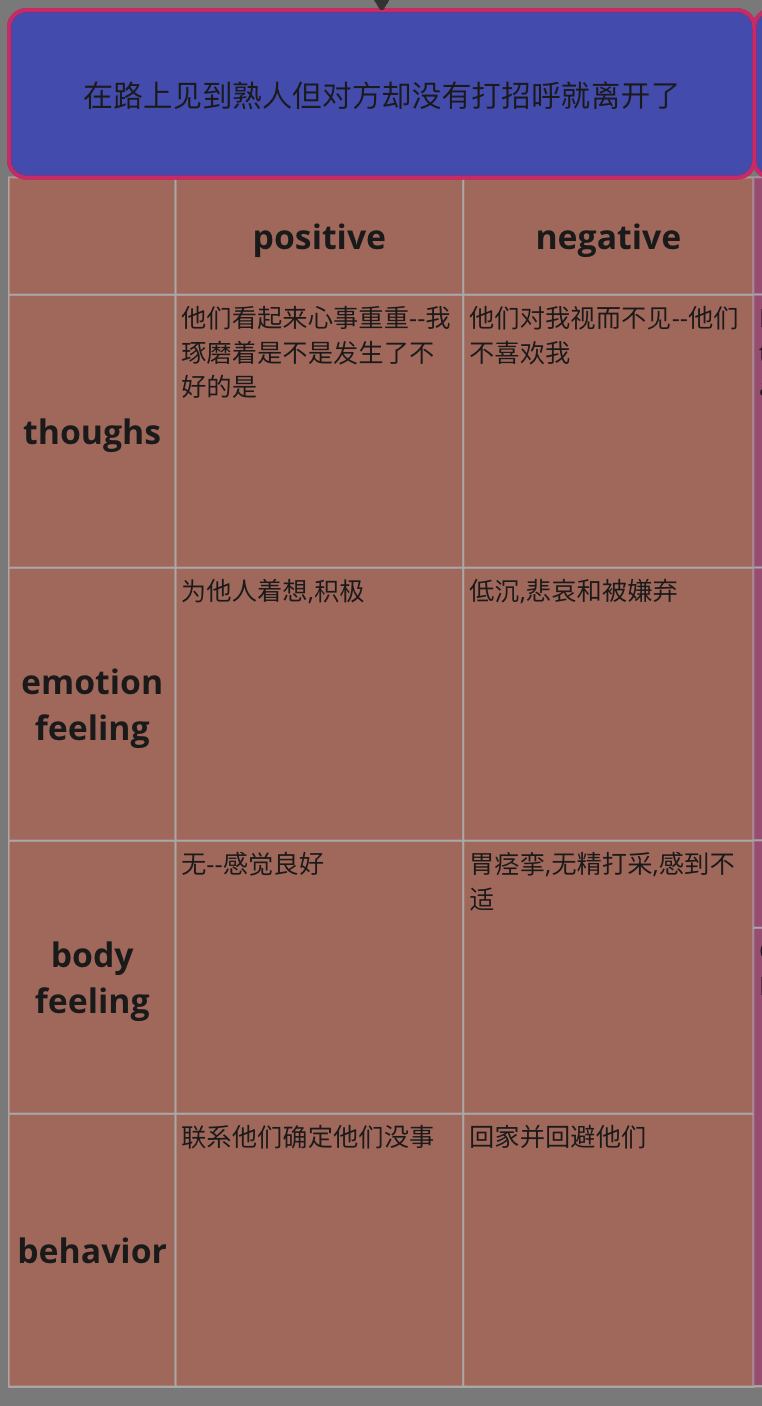 在路上见到熟人但对方却没有打招呼就离开了
positive
negative
thoughs
他们看起来心事重重--我
琢磨着是不是发生了不
好的是
他们对我视而不见--他们
不喜欢我
emotion
feeling
为他人着想,积极
低沉,悲哀和被嫌弃
body
feeling
无--感觉良好
胃痉挛,无精打采,感到不
适
behavior
联系他们确定他们没事
回家并回避他们